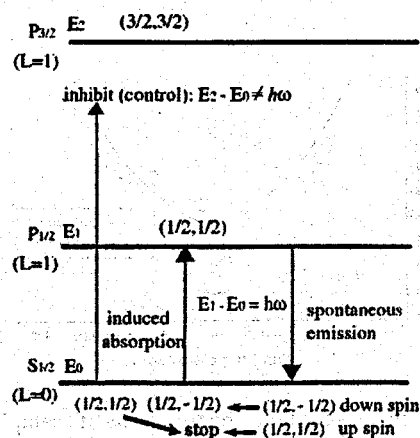 P3/2 E2 (3/2,3/2)
(L=1)
inhibit (control): E2 - E0 ≠ ħω
P1/2 E1 (1/2,1/2)
(L=1)
E1 - E0 = ħω
induced
absorption
spontaneous
emission
S1/2 E0
(L=0)
(1/2,1/2) (1/2,-1/2) (1/2,-1/2) down spin
stop (1/2,1/2) up spin